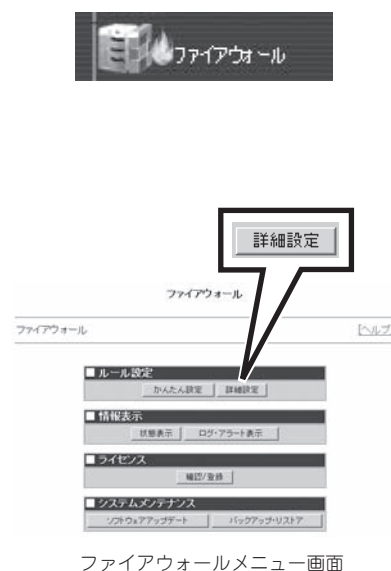 ファイアウォール
詳細設定
ファイアウォール
ファイアウォール [ヘルプ
■ ルール設定
かんたん設定 詳細設定
■ 情報表示
状態表示 ログ・アラート表示
■ ライセンス
確認/登録
■ システムメンテナンス
ソフトウェアアップデート バックアップ・リストア
ファイアウォールメニュー画面